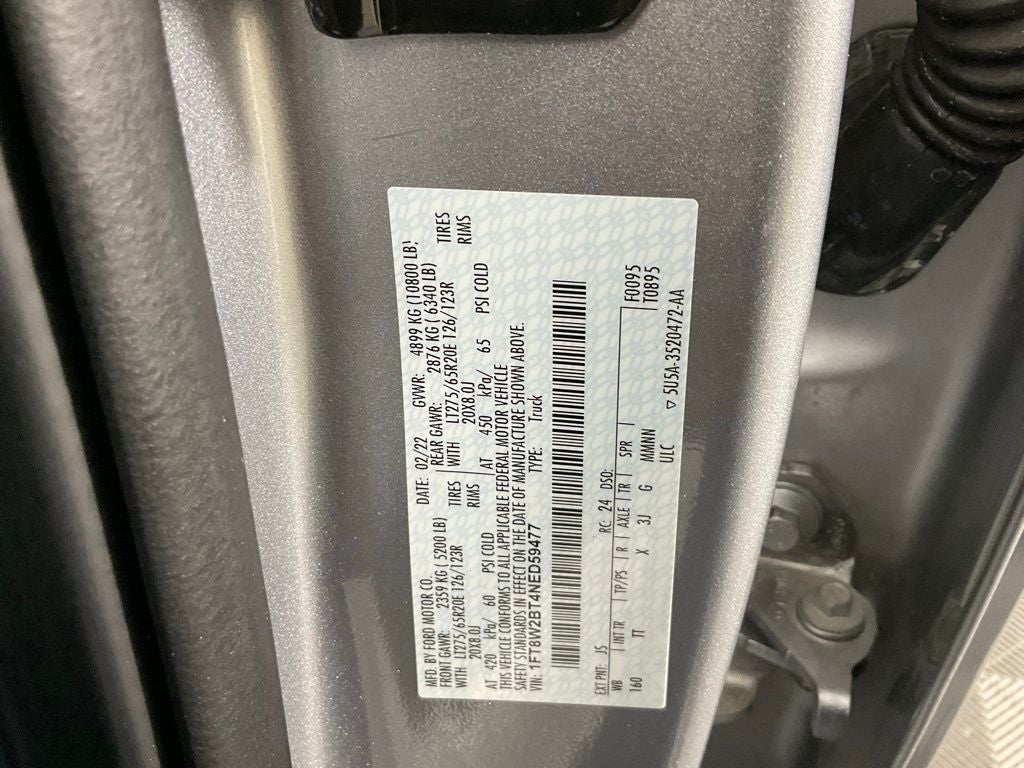 MFD. BY FORD MOTOR CO. DATE: 02/22 GVWR: 4899 KG (10800 LB)
FRONT GAWR: 2359 KG ( 5200 LB) REAR GAWR: 2876 KG ( 6340 LB)
WITH LT275/65R20E 126/123R TIRES WITH LT275/65R20E 126/123R TIRES
20X8.0J RIMS 20X8.0J RIMS
AT 420 kPa/ 60 PSI COLD AT 450 kPa/ 65 PSI COLD
THIS VEHICLE CONFORMS TO ALL APPLICABLE FEDERAL MOTOR VEHICLE
SAFETY STANDARDS IN EFFECT ON THE DATE OF MANUFACTURE SHOWN ABOVE.
VIN: 1FT8W2BT4NED59477 TYPE: Truck
EXT PNT: JS RC: 24 DSO: F0095
WB INT TR TP/PS R AXLE TR SPR T0895
160 1T X 3J G MMNNN
ULC 5U5A-3520472-AA